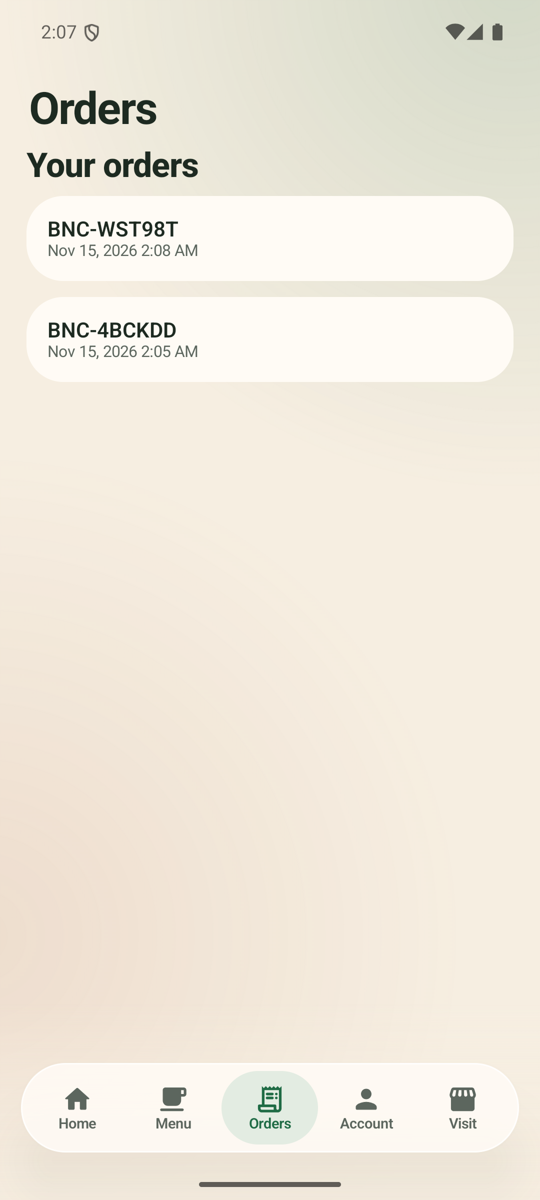 2:07
Orders
Your orders
BNC-WST98T
Nov 15, 2026 2:08 AM
BNC-4BCKDD
Nov 15, 2026 2:05 AM
Home
Menu
Orders
Account
Visit